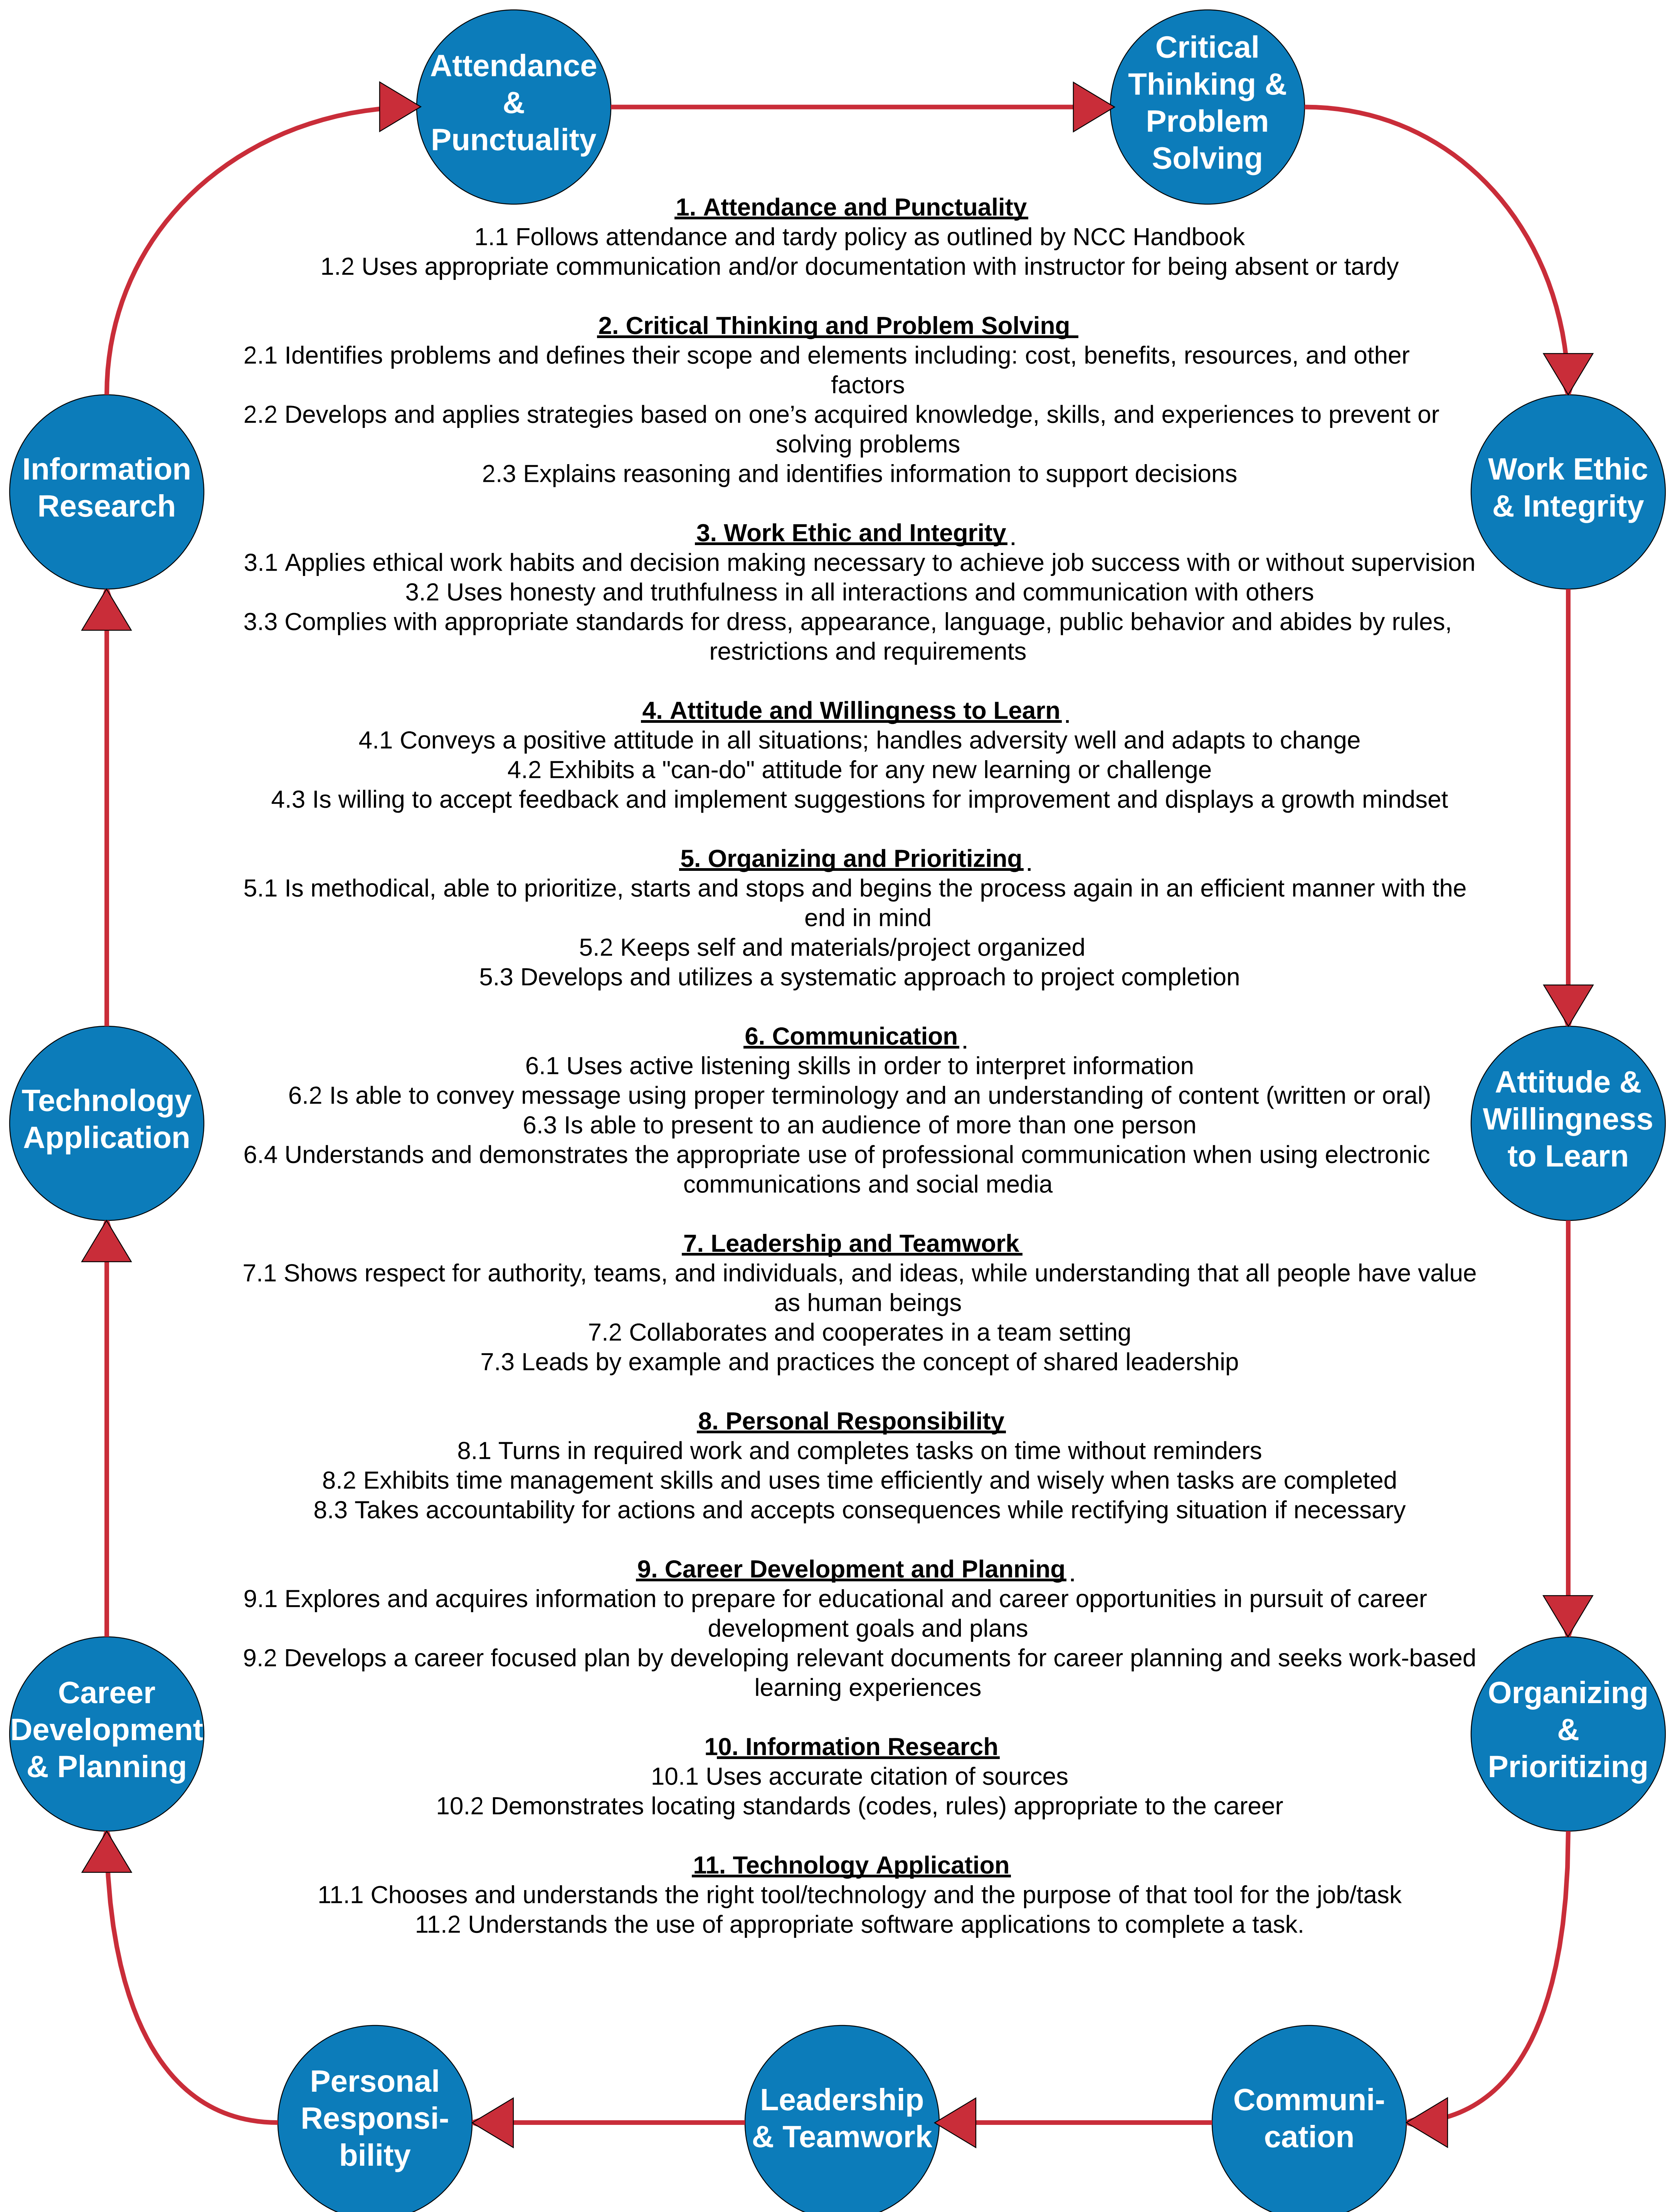 Attendance
&
Punctuality
Critical
Thinking &
Problem
Solving
1. Attendance and Punctuality
1.1 Follows attendance and tardy policy as outlined by NCC Handbook
1.2 Uses appropriate communication and/or documentation with instructor for being absent or tardy
2. Critical Thinking and Problem Solving
2.1 Identifies problems and defines their scope and elements including: cost, benefits, resources, and other
factors
2.2 Develops and applies strategies based on one’s acquired knowledge, skills, and experiences to prevent or
solving problems
2.3 Explains reasoning and identifies information to support decisions
Information
Research
Work Ethic
& Integrity
3. Work Ethic and Integrity
3.1 Applies ethical work habits and decision making necessary to achieve job success with or without supervision
3.2 Uses honesty and truthfulness in all interactions and communication with others
3.3 Complies with appropriate standards for dress, appearance, language, public behavior and abides by rules,
restrictions and requirements
4. Attitude and Willingness to Learn
4.1 Conveys a positive attitude in all situations; handles adversity well and adapts to change
4.2 Exhibits a "can-do" attitude for any new learning or challenge
4.3 Is willing to accept feedback and implement suggestions for improvement and displays a growth mindset
5. Organizing and Prioritizing
5.1 Is methodical, able to prioritize, starts and stops and begins the process again in an efficient manner with the
end in mind
5.2 Keeps self and materials/project organized
5.3 Develops and utilizes a systematic approach to project completion
6. Communication
6.1 Uses active listening skills in order to interpret information
6.2 Is able to convey message using proper terminology and an understanding of content (written or oral)
6.3 Is able to present to an audience of more than one person
6.4 Understands and demonstrates the appropriate use of professional communication when using electronic
communications and social media
Technology
Application
Attitude &
Willingness
to Learn
7. Leadership and Teamwork
7.1 Shows respect for authority, teams, and individuals, and ideas, while understanding that all people have value
as human beings
7.2 Collaborates and cooperates in a team setting
7.3 Leads by example and practices the concept of shared leadership
8. Personal Responsibility
8.1 Turns in required work and completes tasks on time without reminders
8.2 Exhibits time management skills and uses time efficiently and wisely when tasks are completed
8.3 Takes accountability for actions and accepts consequences while rectifying situation if necessary
9. Career Development and Planning
9.1 Explores and acquires information to prepare for educational and career opportunities in pursuit of career
development goals and plans
9.2 Develops a career focused plan by developing relevant documents for career planning and seeks work-based
learning experiences
Career
Development
& Planning
Organizing
&
Prioritizing
10. Information Research
10.1 Uses accurate citation of sources
10.2 Demonstrates locating standards (codes, rules) appropriate to the career
11. Technology Application
11.1 Chooses and understands the right tool/technology and the purpose of that tool for the job/task
11.2 Understands the use of appropriate software applications to complete a task.
Personal
Responsi-
bility
Leadership
& Teamwork
Communi-
cation